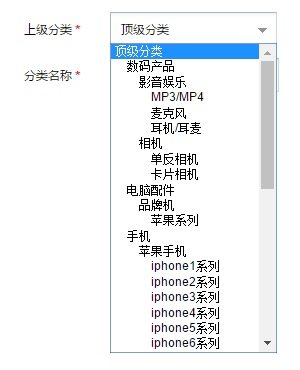 上级分类 *
顶级分类
顶级分类
数码产品
影音娱乐
MP3/MP4
麦克风
耳机/耳麦
相机
单反相机
卡片相机
电脑配件
品牌机
苹果系列
手机
苹果手机
iphone1系列
iphone2系列
iphone3系列
iphone4系列
iphone5系列
iphone6系列
分类名称 *